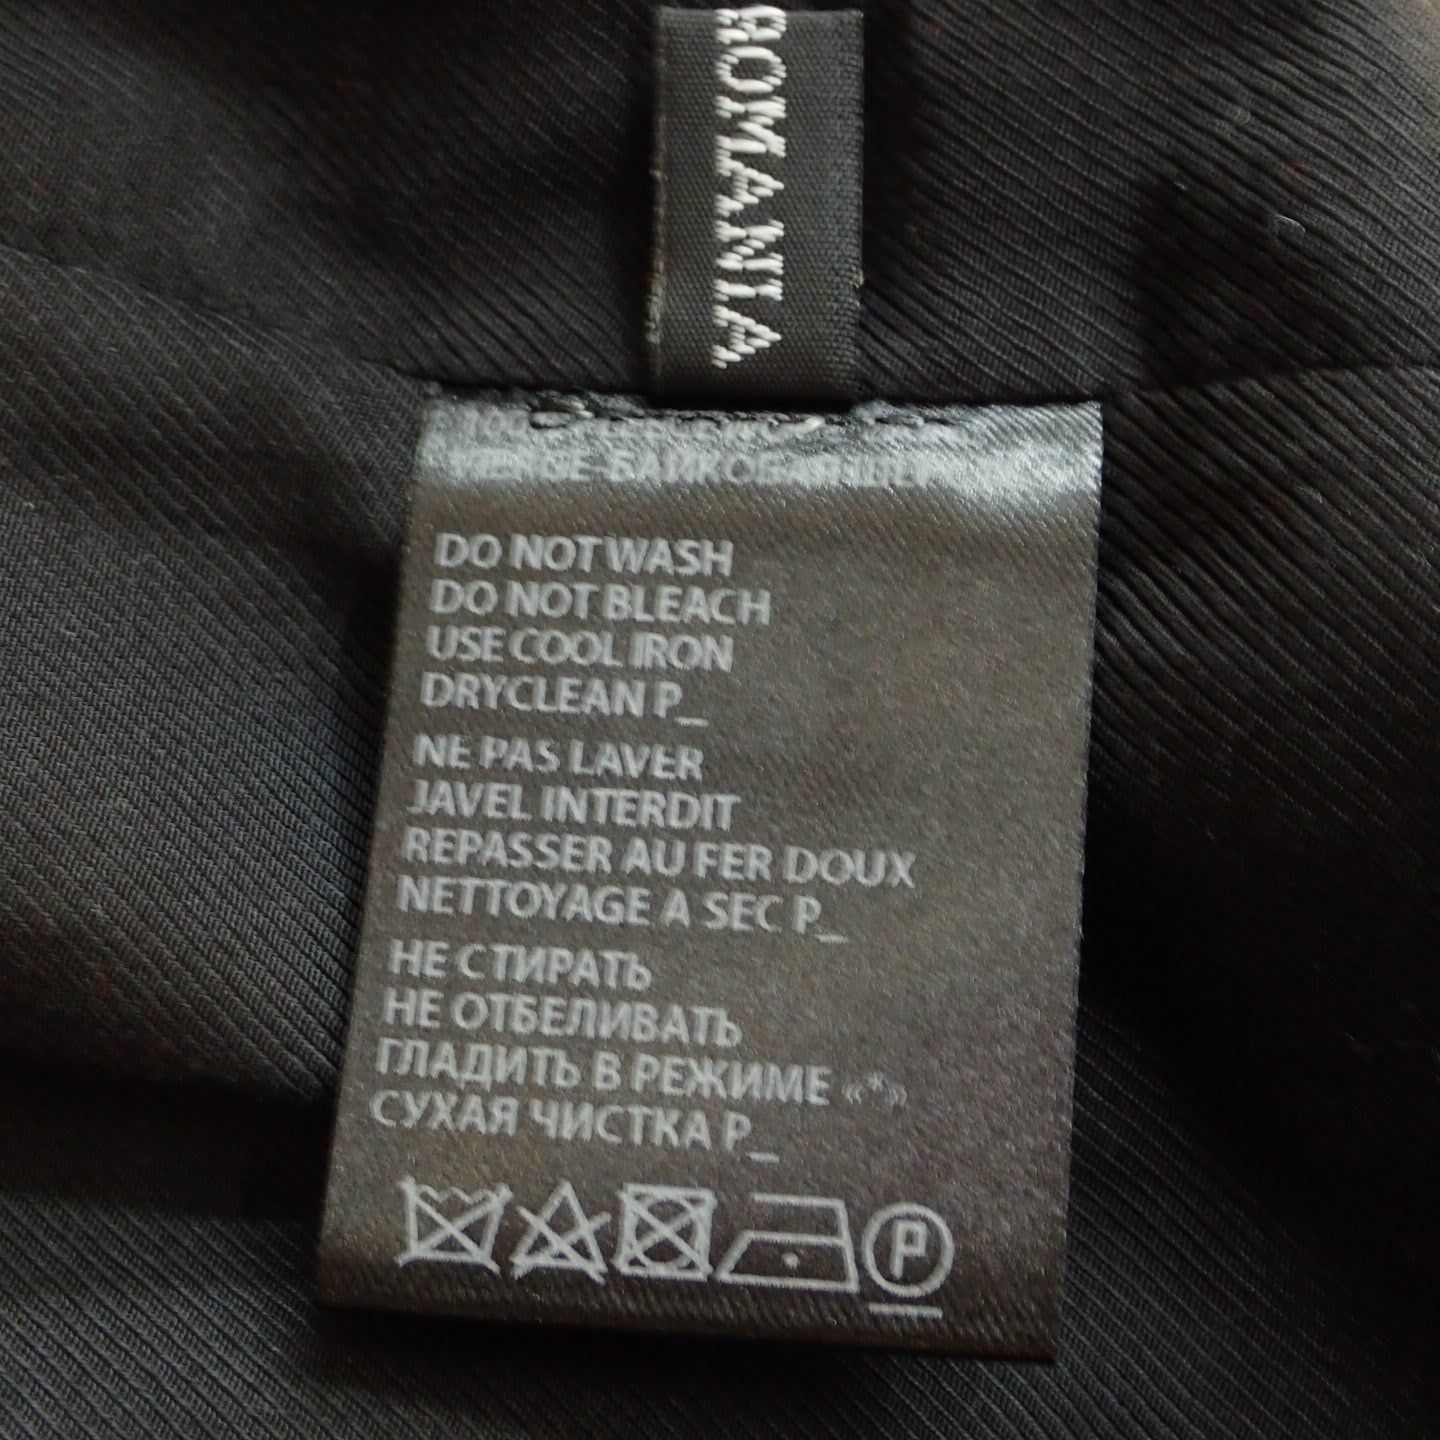 ROMANIA
DO NOT WASH
DO NOT BLEACH
USE COOL IRON
DRYCLEAN P_
NE PAS LAVER
JAVEL INTERDIT
REPASSER AU FER DOUX
NETTOYAGE A SEC P_
НЕ СТИРАТЬ
НЕ ОТБЕЛИВАТЬ
ГЛАДИТЬ В РЕЖИМЕ «*»
СУХАЯ ЧИСТКА P_
P